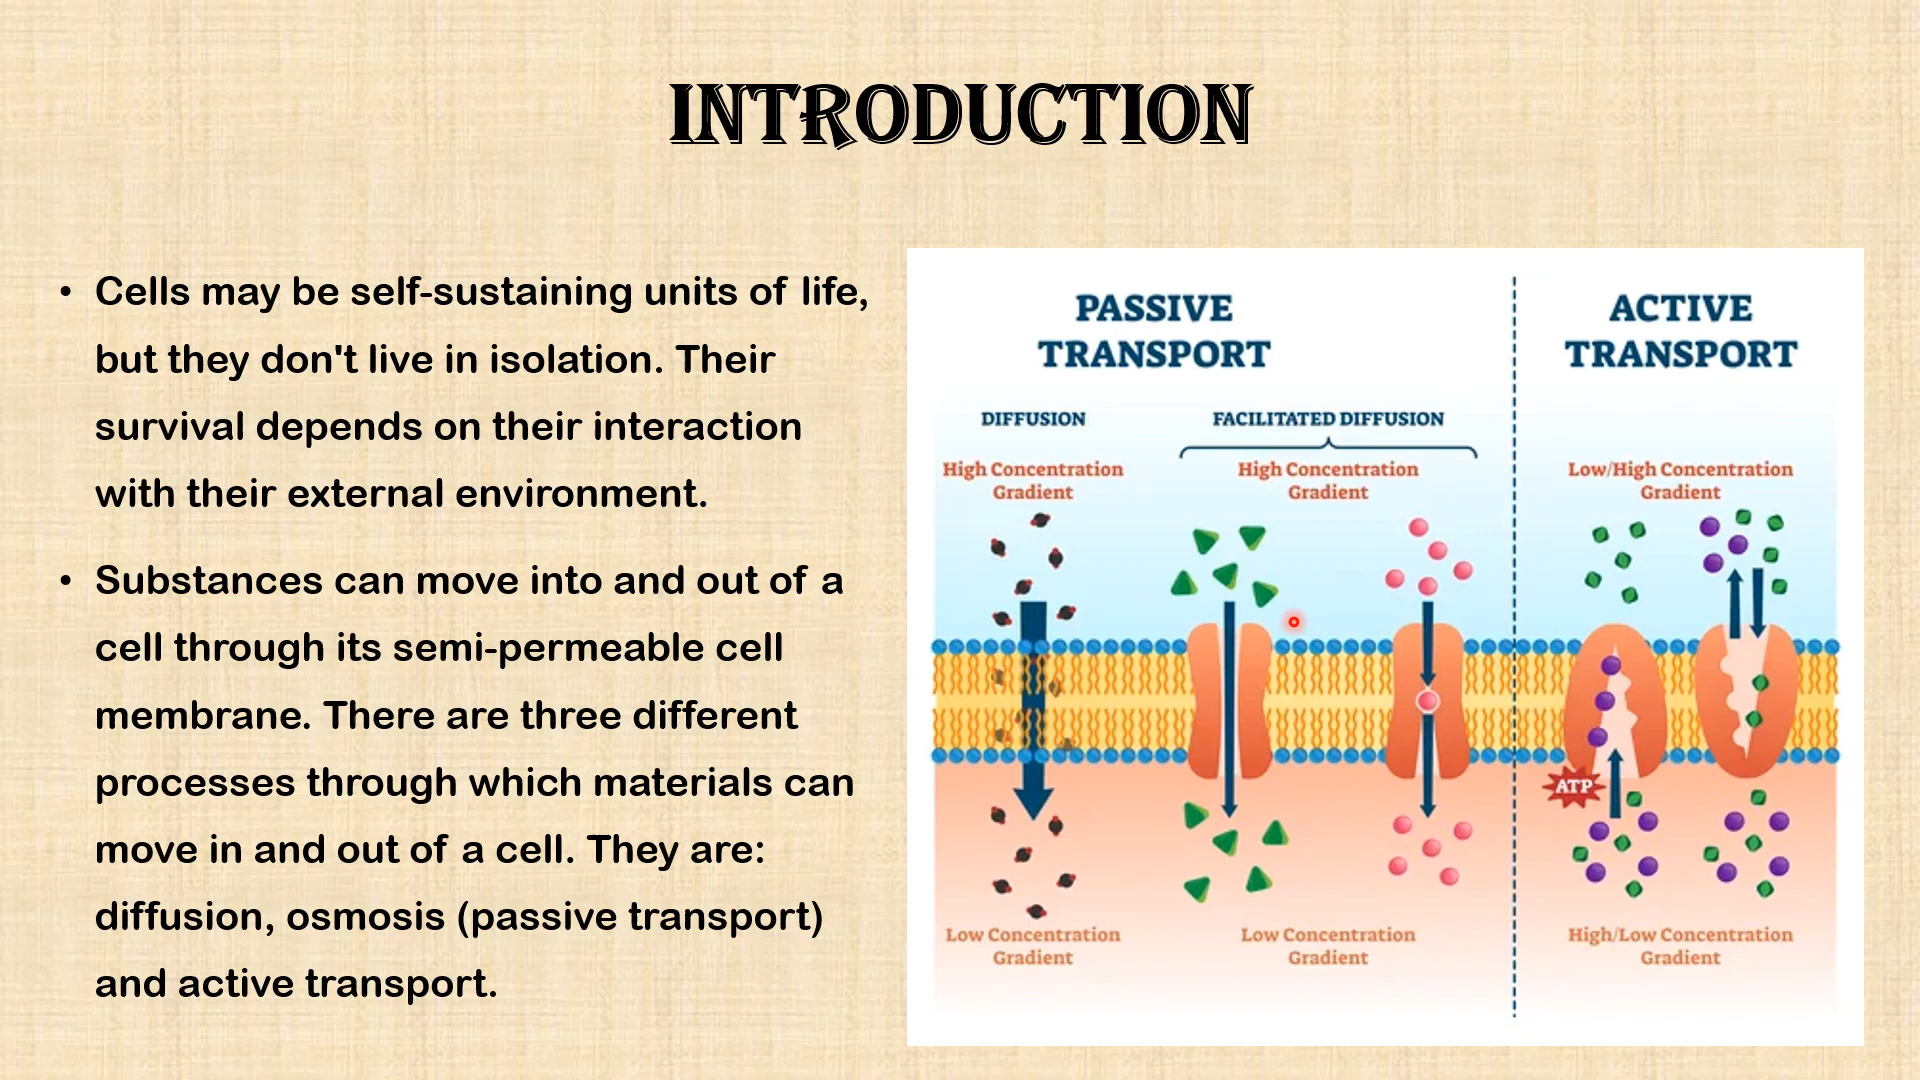 INTRODUCTION
• Cells may be self-sustaining units of life,
but they don't live in isolation. Their
survival depends on their interaction
with their external environment.
• Substances can move into and out of a
cell through its semi-permeable cell
membrane. There are three different
processes through which materials can
move in and out of a cell. They are:
diffusion, osmosis (passive transport)
and active transport.
PASSIVE
TRANSPORT
ACTIVE
TRANSPORT
DIFFUSION
FACILITATED DIFFUSION
High Concentration
Gradient
High Concentration
Gradient
Low/High Concentration
Gradient
ATP
Low Concentration
Gradient
Low Concentration
Gradient
High/Low Concentration
Gradient